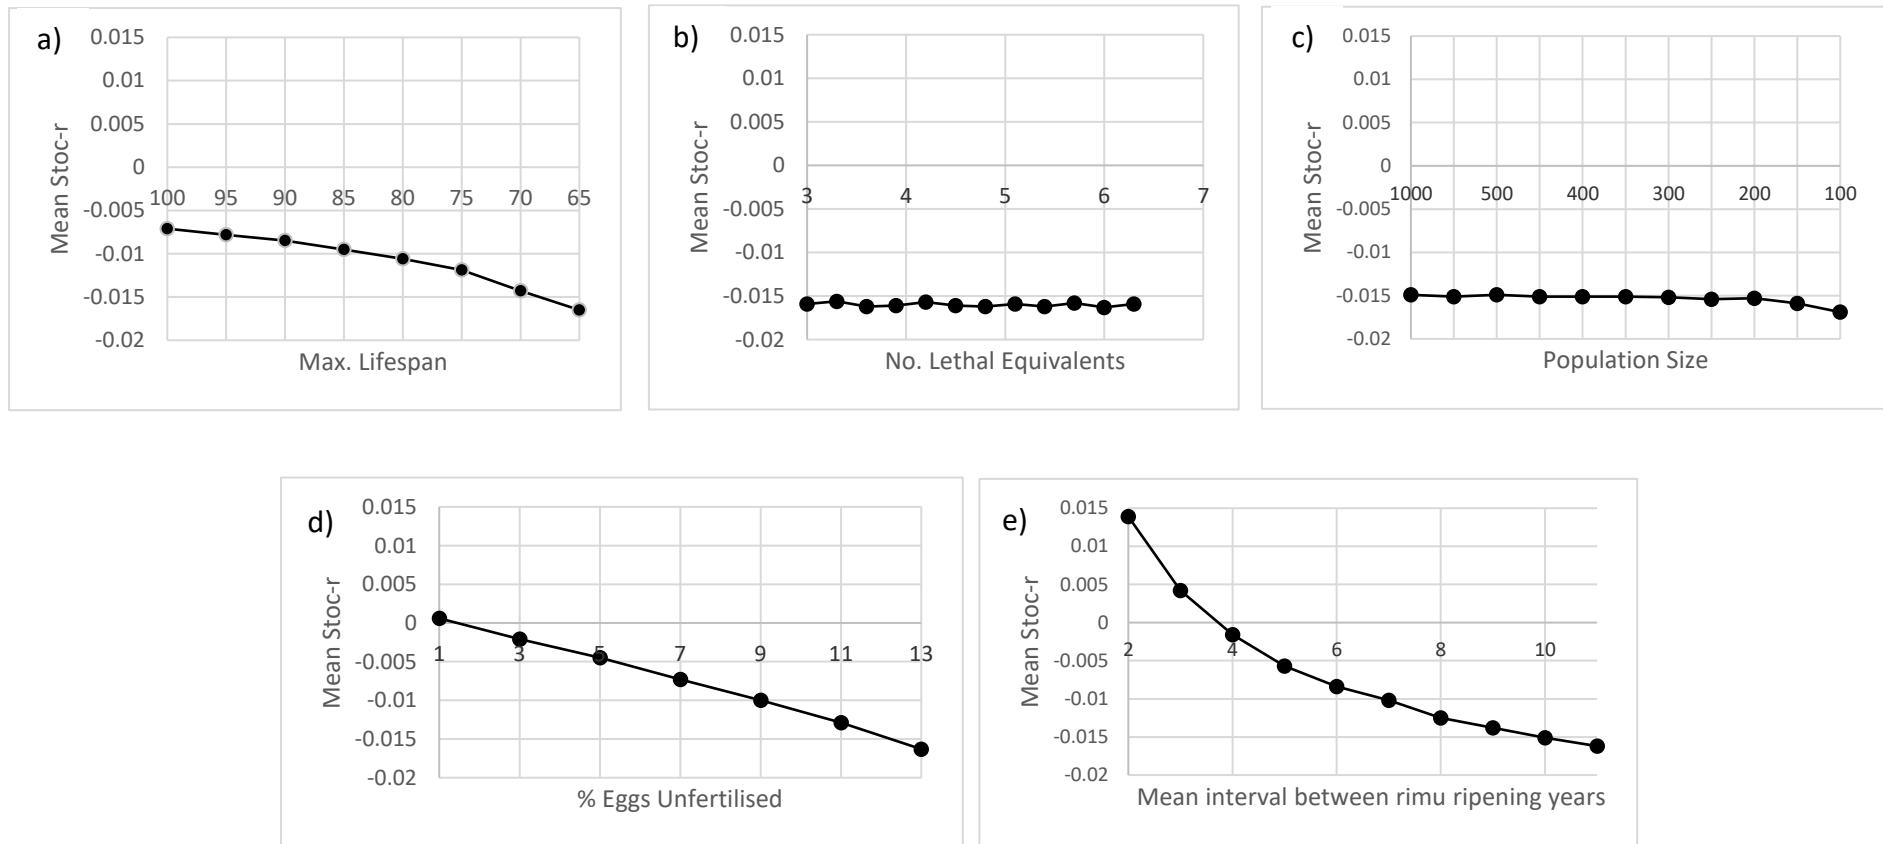 a)
0.015
0.01
0.005
0
-0.005
-0.01
-0.015
-0.02
Mean Stoc-r
100 95 90 85 80 75 70 65
Max. Lifespan
b)
0.015
0.01
0.005
0
-0.005
-0.01
-0.015
-0.02
Mean Stoc-r
3 4 5 6 7
No. Lethal Equivalents
c)
0.015
0.01
0.005
0
-0.005
-0.01
-0.015
-0.02
Mean Stoc-r
1000 500 400 300 200 100
Population Size
d)
0.015
0.01
0.005
0
-0.005
-0.01
-0.015
-0.02
Mean Stoc-r
1 3 5 7 9 11 13
% Eggs Unfertilised
e)
0.015
0.01
0.005
0
-0.005
-0.01
-0.015
-0.02
Mean Stoc-r
2 4 6 8 10
Mean interval between rimu ripening years